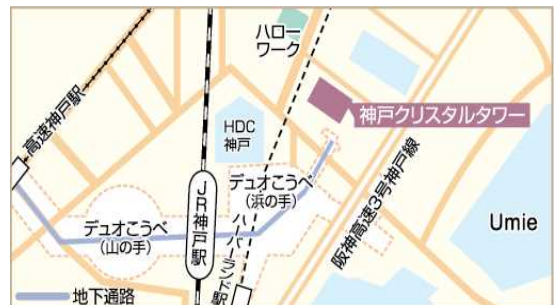 ハロー
ワーク
神戸クリスタルタワー
高速神戸駅
HDC
神戸
デュオこうべ
(浜の手)
阪神高速3号神戸線
Umie
JR神戸駅
デュオこうべ
(山の手)
ハーバーランド駅
地下通路